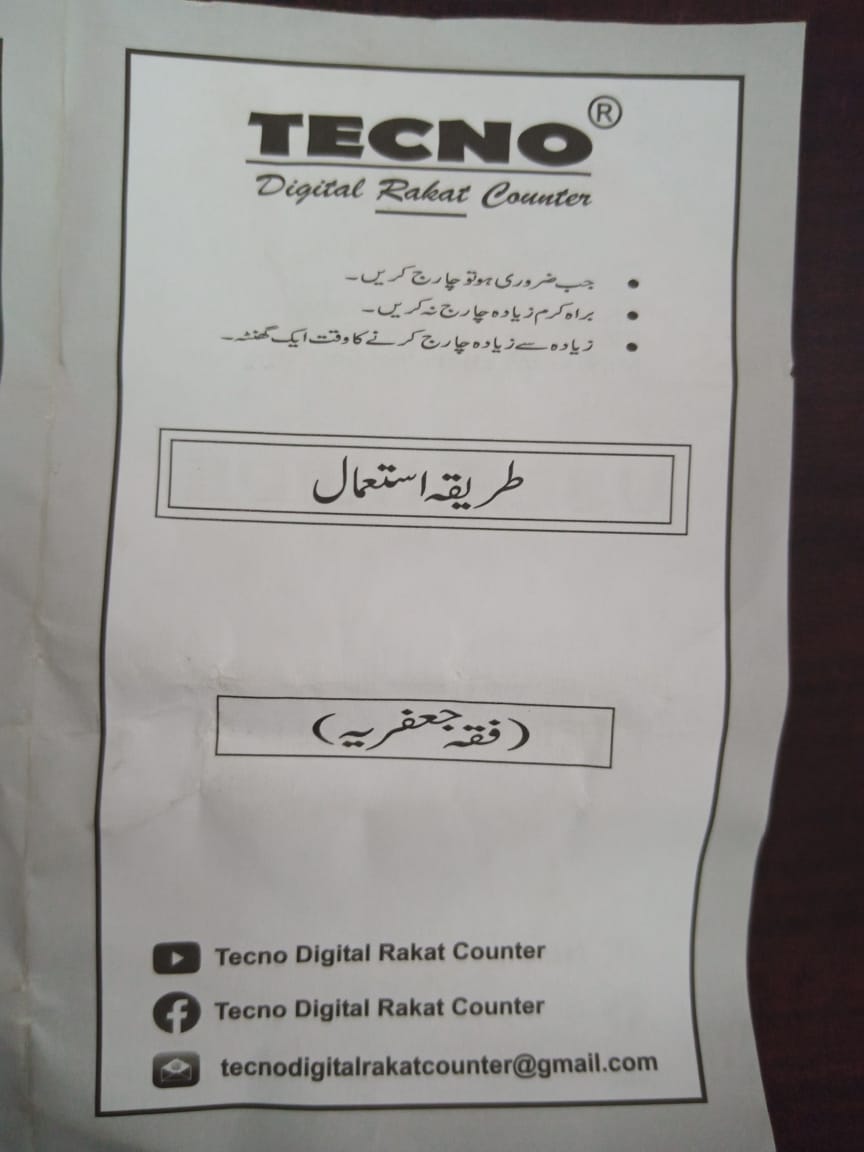 TECNO®
Digital Rakat Counter
• جب ضروری ہو تو چارج کریں۔
• براہ کرم زیادہ چارج نہ کریں۔
• زیادہ سے زیادہ چارج کرنے کا وقت ایک گھنٹہ۔
طریقہ استعمال
(فقہ جعفریہ)
Tecno Digital Rakat Counter
Tecno Digital Rakat Counter
tecnodigitalrakatcounter@gmail.com